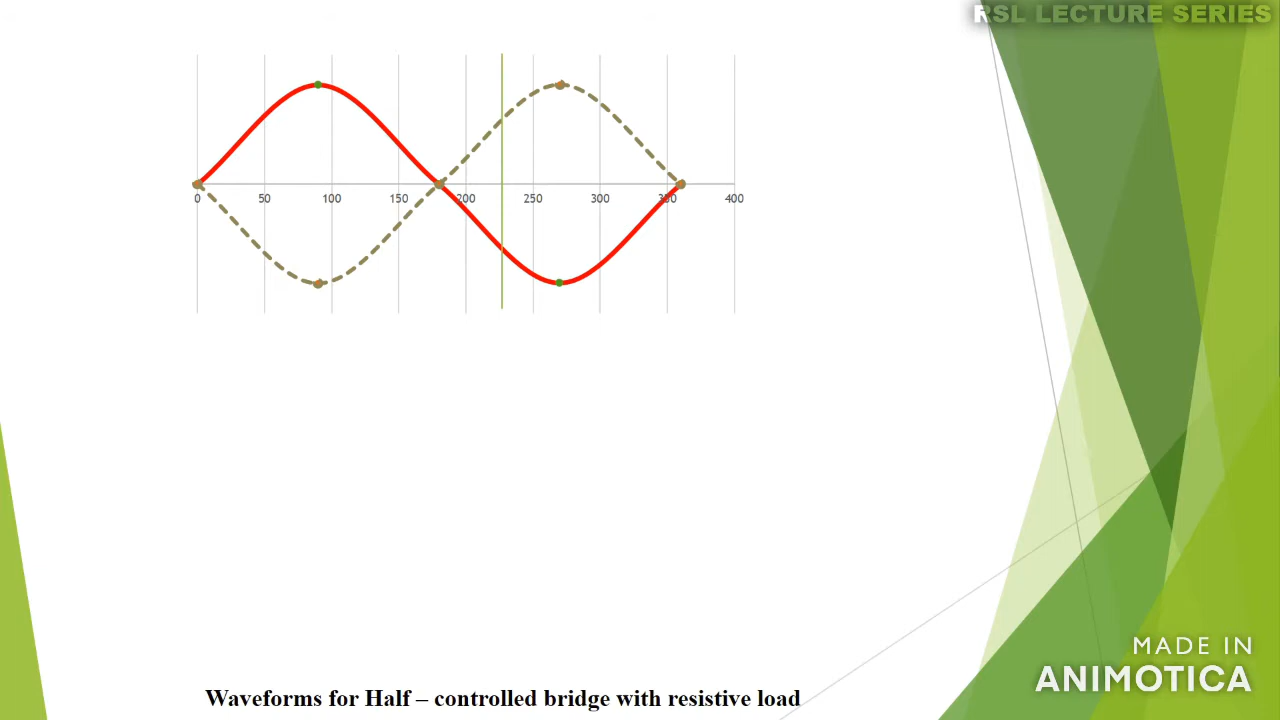 RSL LECTURE SERIES
0 50 100 150 200 250 300 350 400
Waveforms for Half – controlled bridge with resistive load
MADE IN
ANIMOTICA